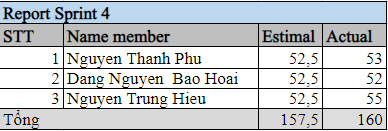 Report Sprint 4
STT Name member Estimal Actual
1 Nguyen Thanh Phu 52,5 53
2 Dang Nguyen Bao Hoai 52,5 52
3 Nguyen Trung Hieu 52,5 55
Tổng 157,5 160